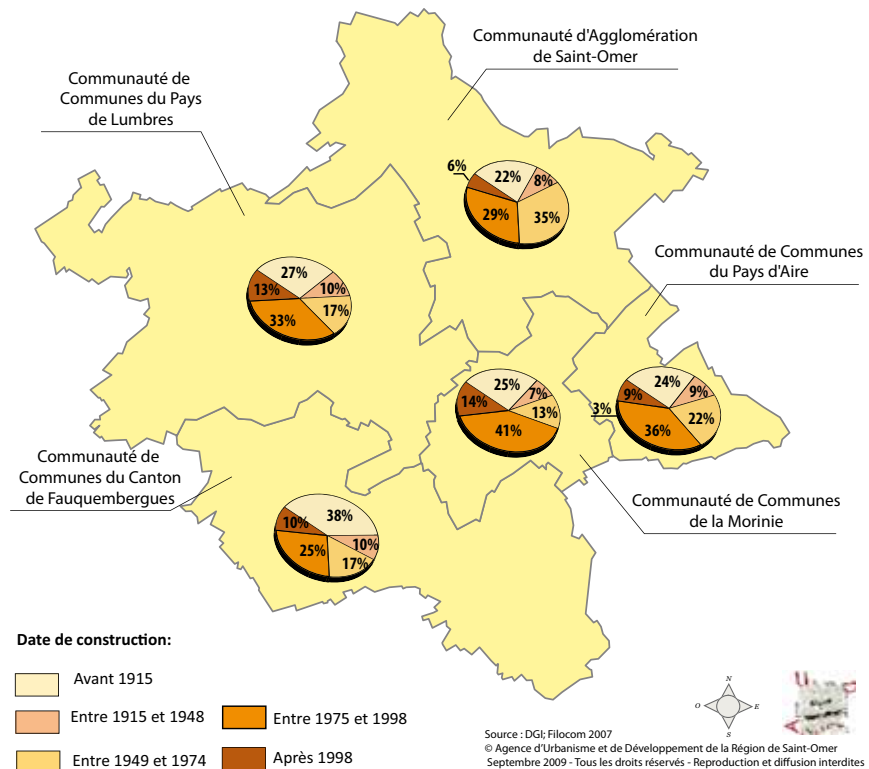 Communauté d'Agglomération
de Saint-Omer
Communauté de
Communes du Pays
de Lumbres
6%
22%
8%
29%
35%
Communauté de Communes
du Pays d'Aire
27%
13%
10%
17%
33%
25%
14%
7%
13%
41%
3%
24%
9%
9%
22%
36%
Communauté de
Communes du Canton
de Fauquembergues
Communauté de Communes
de la Morinie
38%
10%
10%
25%
17%
Date de construction:
Avant 1915
Entre 1915 et 1948
Entre 1975 et 1998
Entre 1949 et 1974
Après 1998
N
O
E
S
Source : DGI; Filocom 2007
© Agence d'Urbanisme et de Développement de la Région de Saint-Omer
Septembre 2009 - Tous les droits réservés - Reproduction et diffusion interdites